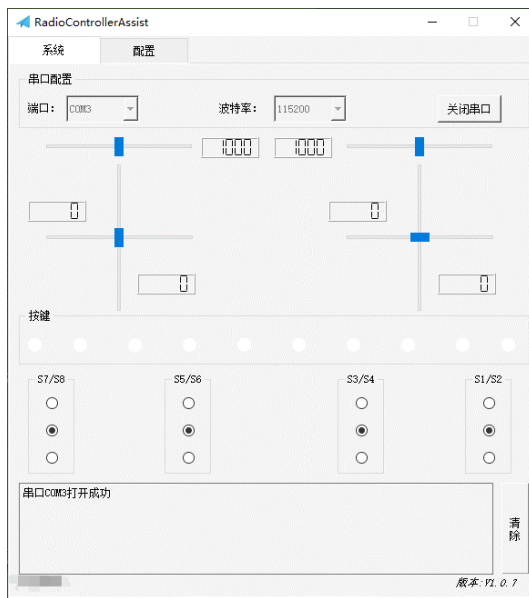 RadioControllerAssist
系统 配置
串口配置
端口: COM3 波特率: 115200 关闭串口
1000 1000
0 0
0 0
按键
S7/S8 S5/S6 S3/S4 S1/S2
串口COM3打开成功
清除
版本:V1.0.7